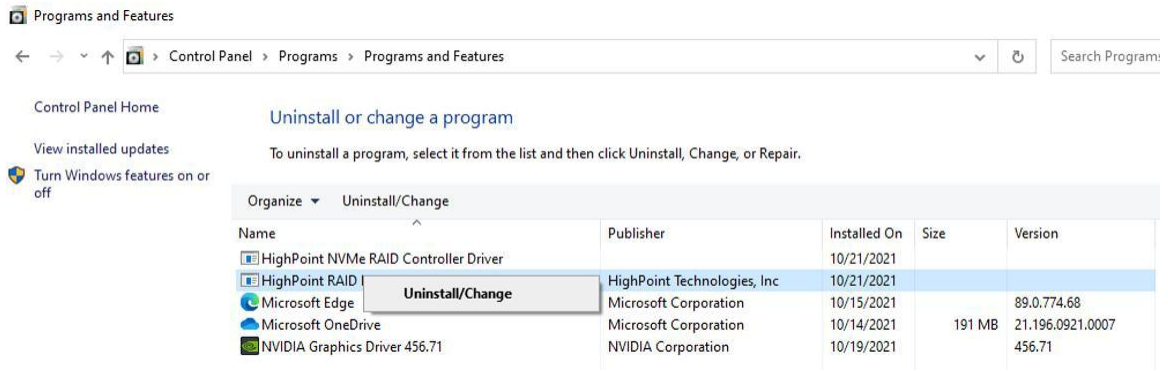 Programs and Features
Control Panel > Programs > Programs and Features
Search Programs
Control Panel Home
View installed updates
Turn Windows features on or off
Uninstall or change a program
To uninstall a program, select it from the list and then click Uninstall, Change, or Repair.
Organize Uninstall/Change
Name Publisher Installed On Size Version
HighPoint NVMe RAID Controller Driver 10/21/2021
HighPoint RAID HighPoint Technologies, Inc 10/21/2021
Uninstall/Change
Microsoft Edge Microsoft Corporation 10/15/2021 89.0.774.68
Microsoft OneDrive Microsoft Corporation 10/14/2021 191 MB 21.196.0921.0007
NVIDIA Graphics Driver 456.71 NVIDIA Corporation 10/19/2021 456.71